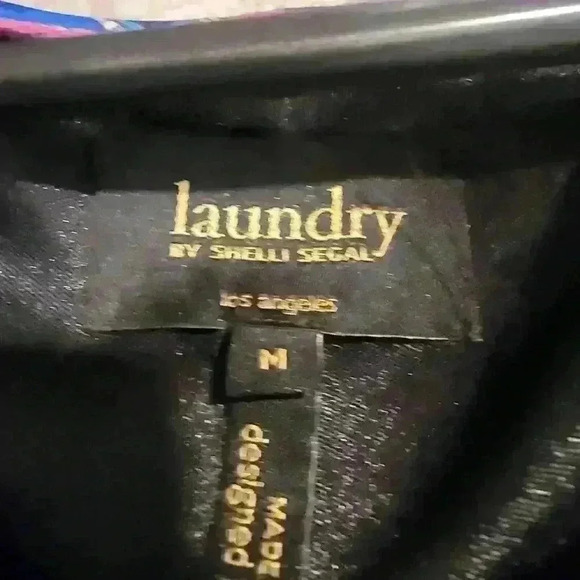 laundry
BY SHELLI SEGAL
los angeles
M
designed
MADE